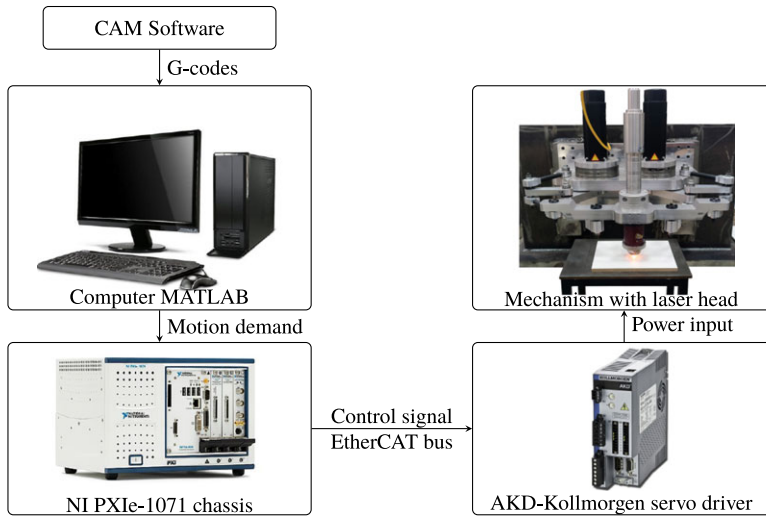 CAM Software
G-codes
Computer MATLAB
Motion demand
NI PXIe-1071 chassis
Control signal
EtherCAT bus
Mechanism with laser head
Power input
AKD-Kollmorgen servo driver